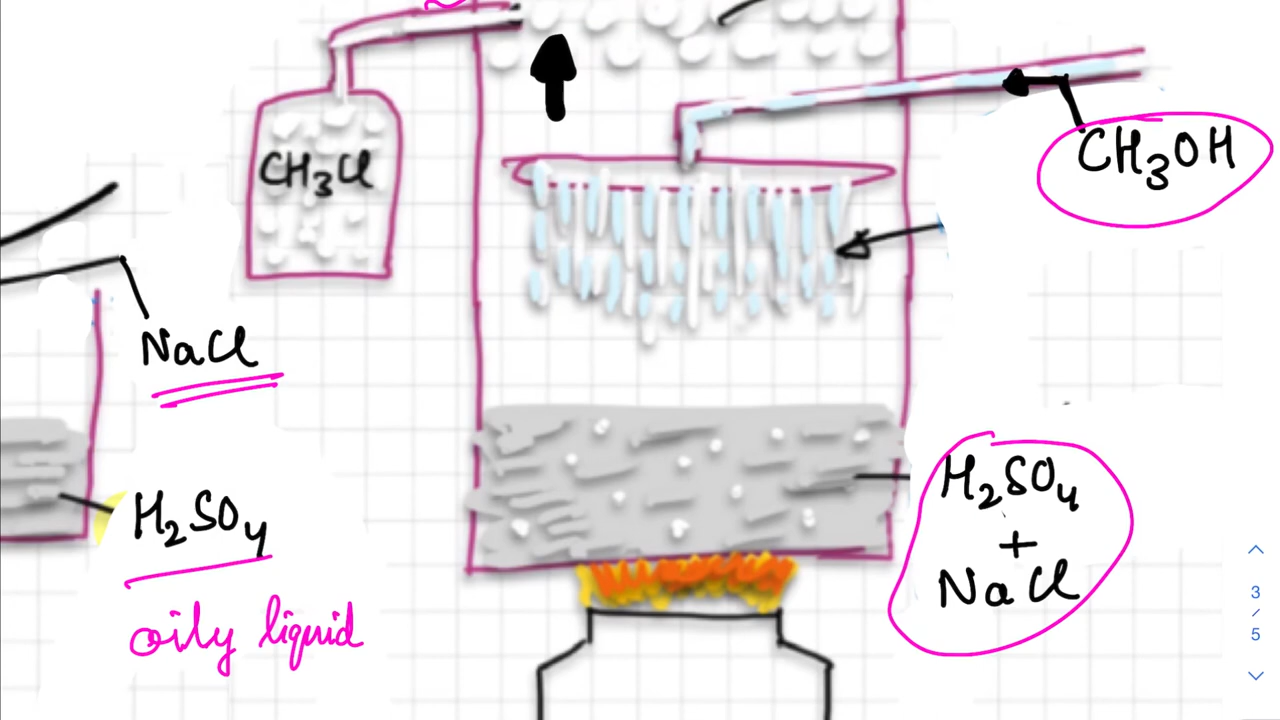 CH3Cl
CH3OH
NaCl
H2SO4
oily liquid
H2SO4
+
NaCl
3
/
5